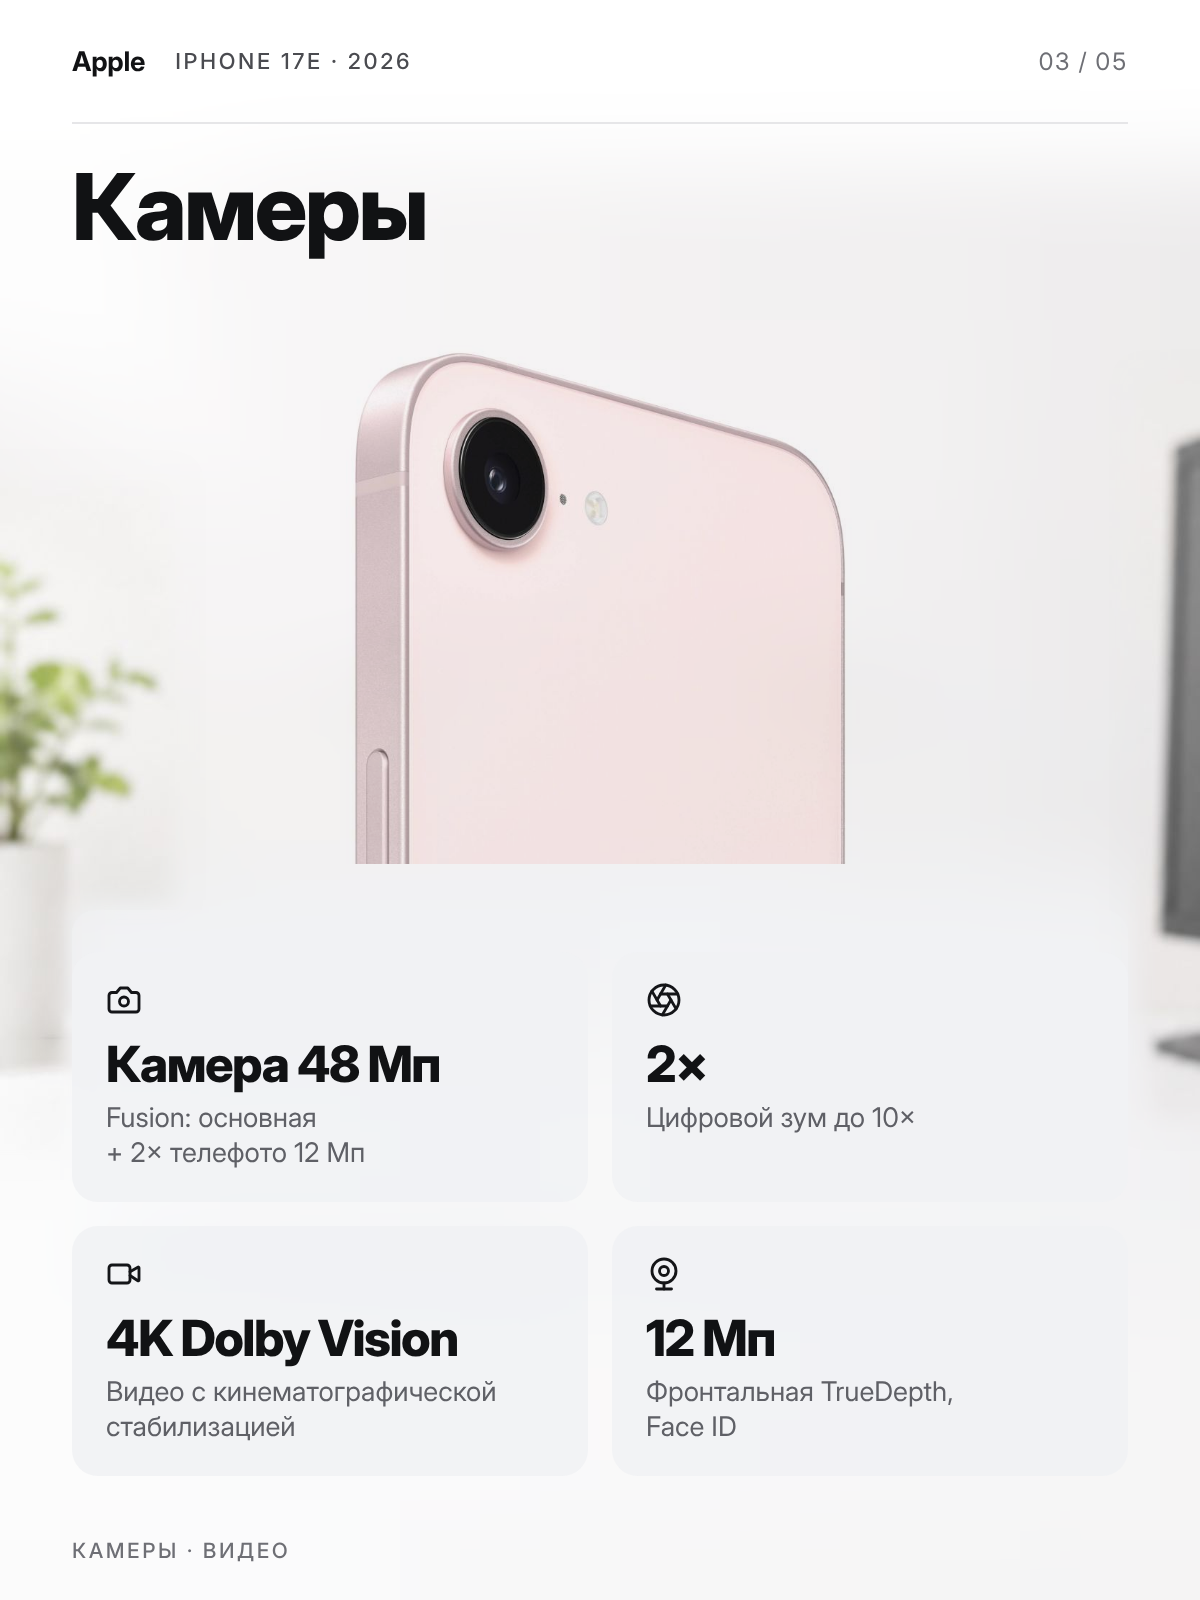 Apple IPHONE 17E · 2026 03 / 05
Камеры
Камера 48 Мп
Fusion: основная
+ 2× телефото 12 Мп
2×
Цифровой зум до 10×
4K Dolby Vision
Видео с кинематографической
стабилизацией
12 Мп
Фронтальная TrueDepth,
Face ID
КАМЕРЫ · ВИДЕО